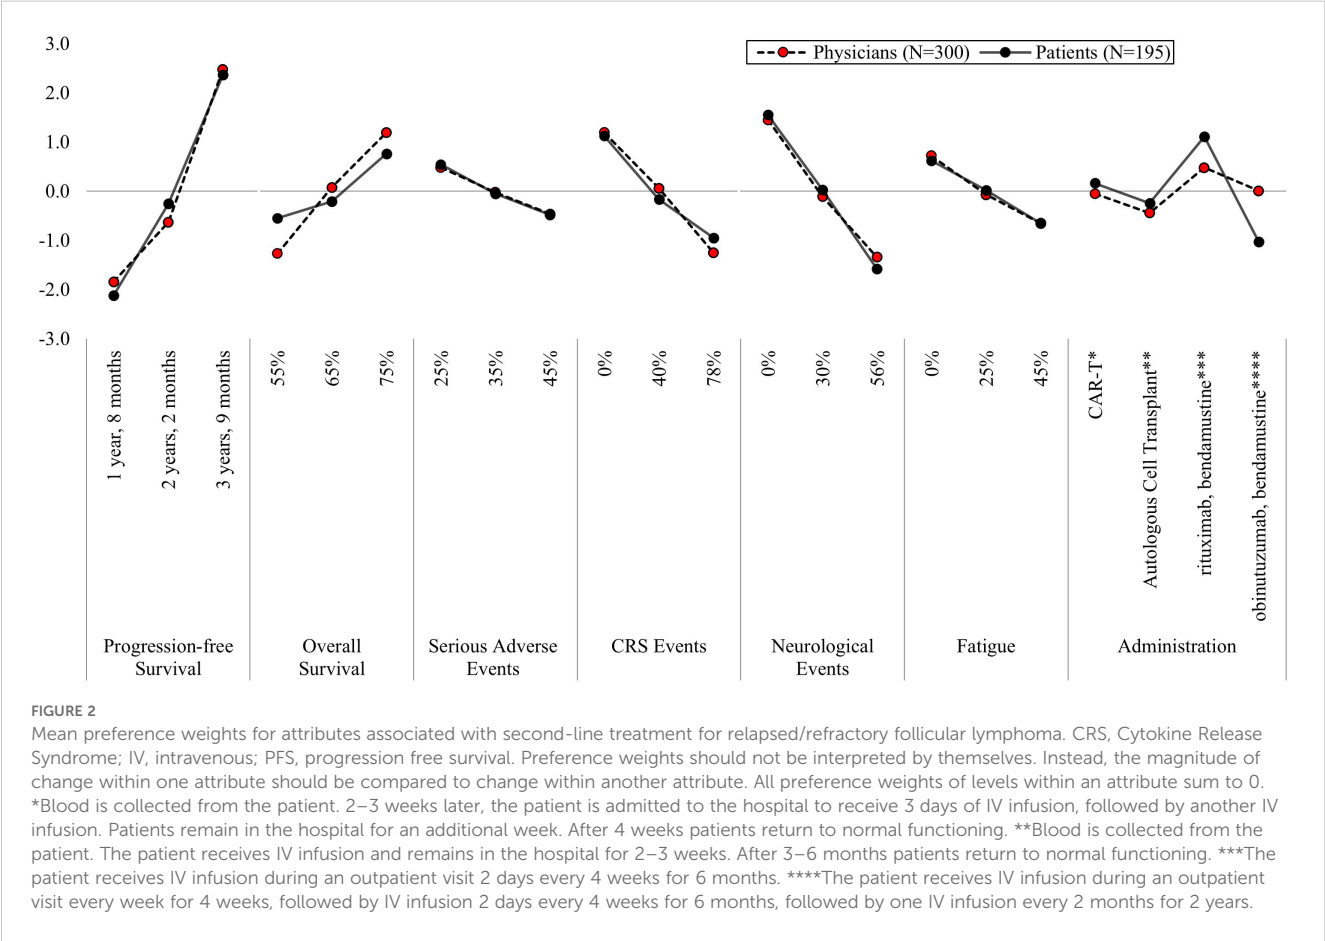 3.0
2.0
1.0
0.0
-1.0
-2.0
-3.0
Physicians (N=300) Patients (N=195)
1 year, 8 months
2 years, 2 months
3 years, 9 months
55%
65%
75%
25%
35%
45%
0%
40%
78%
0%
30%
56%
0%
25%
45%
CAR-T*
Autologous Cell Transplant**
rituximab, bendamustine***
obinutuzumab, bendamustine****
Progression-free
Survival
Overall
Survival
Serious Adverse
Events
CRS Events
Neurological
Events
Fatigue
Administration
FIGURE 2
Mean preference weights for attributes associated with second-line treatment for relapsed/refractory follicular lymphoma. CRS, Cytokine Release
Syndrome; IV, intravenous; PFS, progression free survival. Preference weights should not be interpreted by themselves. Instead, the magnitude of
change within one attribute should be compared to change within another attribute. All preference weights of levels within an attribute sum to 0.
*Blood is collected from the patient. 2–3 weeks later, the patient is admitted to the hospital to receive 3 days of IV infusion, followed by another IV
infusion. Patients remain in the hospital for an additional week. After 4 weeks patients return to normal functioning. **Blood is collected from the
patient. The patient receives IV infusion and remains in the hospital for 2–3 weeks. After 3–6 months patients return to normal functioning. ***The
patient receives IV infusion during an outpatient visit 2 days every 4 weeks for 6 months. ****The patient receives IV infusion during an outpatient
visit every week for 4 weeks, followed by IV infusion 2 days every 4 weeks for 6 months, followed by one IV infusion every 2 months for 2 years.